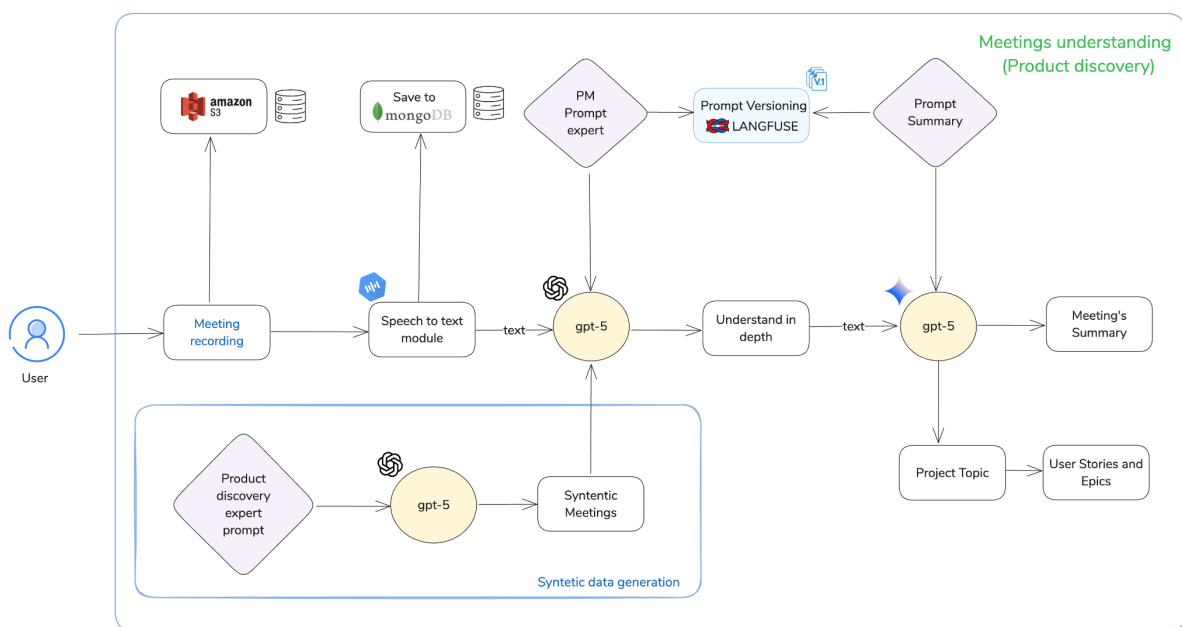 Meetings understanding
(Product discovery)
amazon
S3
Save to
mongoDB
PM
Prompt
expert
V.1
Prompt Versioning
LANGFUSE
Prompt
Summary
User
Meeting
recording
Speech to text
module
text
gpt-5
Understand in
depth
text
gpt-5
Meeting's
Summary
Product
discovery
expert
prompt
gpt-5
Syntentic
Meetings
Project Topic
User Stories and
Epics
Syntetic data generation